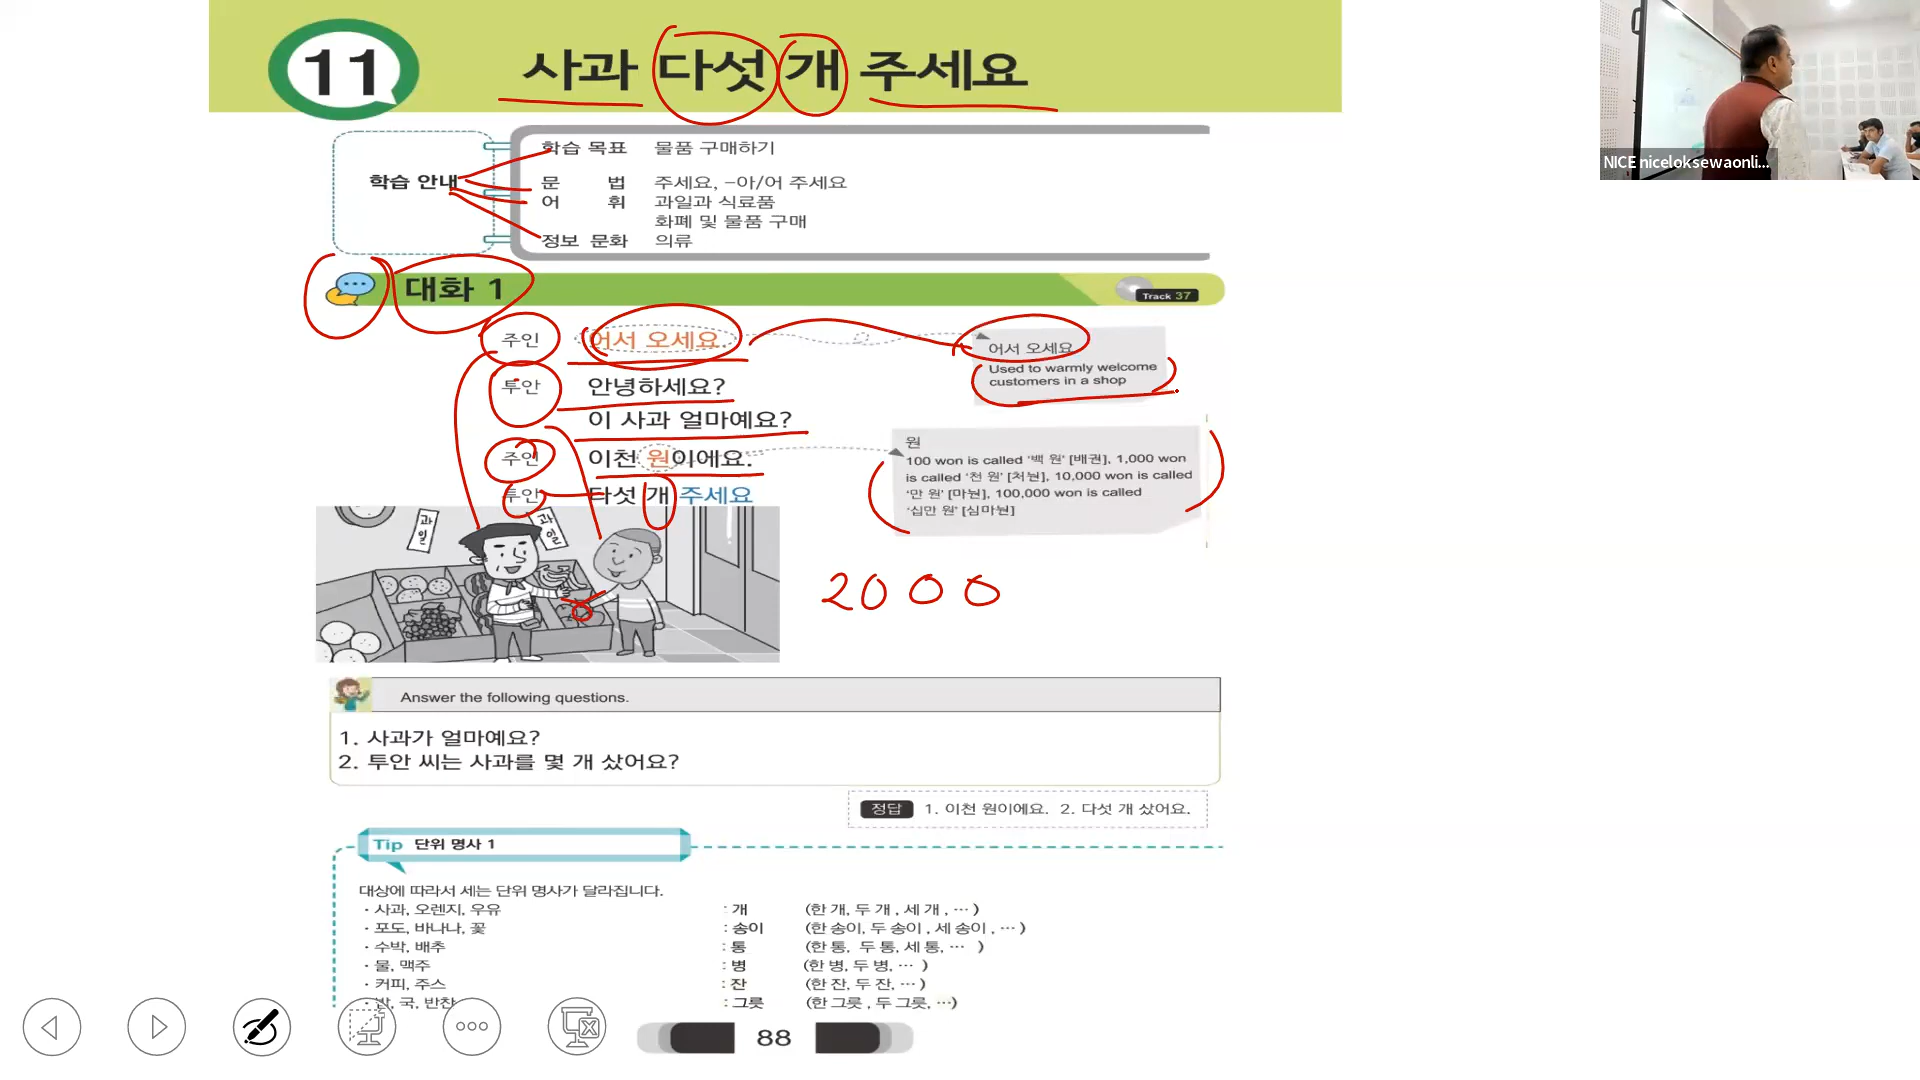 11 사과 다섯 개 주세요
학습 안내
학습 목표 물품 구매하기
문 법 주세요, –아/어 주세요
어 휘 과일과 식료품
화폐 및 물품 구매
정보 문화 의류
대화 1
Track 37
주인 어서 오세요.
투안 안녕하세요?
이 사과 얼마예요?
주인 이천 원이에요.
투안 다섯 개 주세요
어서 오세요
Used to warmly welcome
customers in a shop
원
100 won is called ‘백 원’ [배권], 1,000 won
is called ‘천 원’ [처눤], 10,000 won is called
‘만 원’ [마눤], 100,000 won is called
‘십만 원’ [심마눤]
과일
과일
2000
Answer the following questions.
1. 사과가 얼마예요?
2. 투안 씨는 사과를 몇 개 샀어요?
정답 1. 이천 원이에요. 2. 다섯 개 샀어요.
Tip 단위 명사 1
대상에 따라서 세는 단위 명사가 달라집니다.
· 사과, 오렌지, 우유 : 개 (한 개, 두 개 , 세 개 , ··· )
· 포도, 바나나, 꽃 : 송이 (한 송이, 두 송이 , 세 송이 , ··· )
· 수박, 배추 : 통 (한 통, 두 통, 세 통, ··· )
· 물, 맥주 : 병 (한 병, 두 병, ··· )
· 커피, 주스 : 잔 (한 잔, 두 잔, ··· )
· 밥, 국, 반찬 : 그릇 (한 그릇 , 두 그릇, ···)
88
NICE niceloksewaonli...